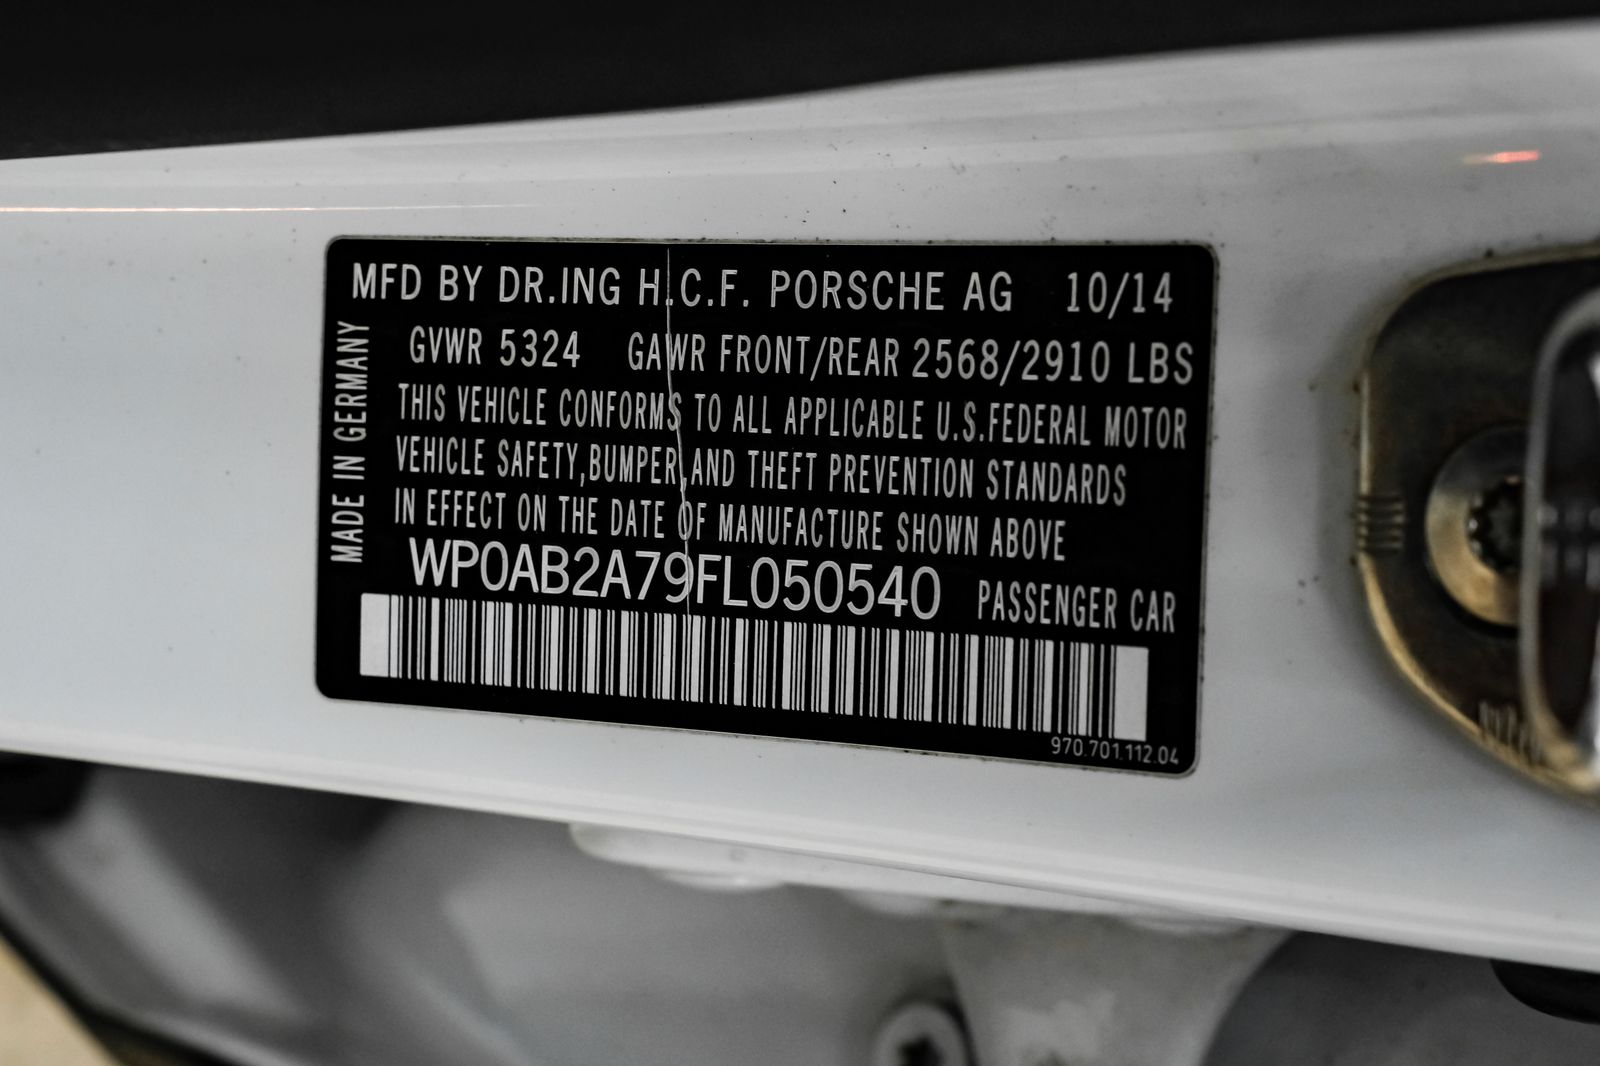 MFD BY DR.ING H.C.F. PORSCHE AG 10/14
GVWR 5324 GAWR FRONT/REAR 2568/2910 LBS
THIS VEHICLE CONFORMS TO ALL APPLICABLE U.S.FEDERAL MOTOR
VEHICLE SAFETY,BUMPER,AND THEFT PREVENTION STANDARDS
IN EFFECT ON THE DATE OF MANUFACTURE SHOWN ABOVE
WP0AB2A79FL050540 PASSENGER CAR
970.701.112.04
MADE IN GERMANY